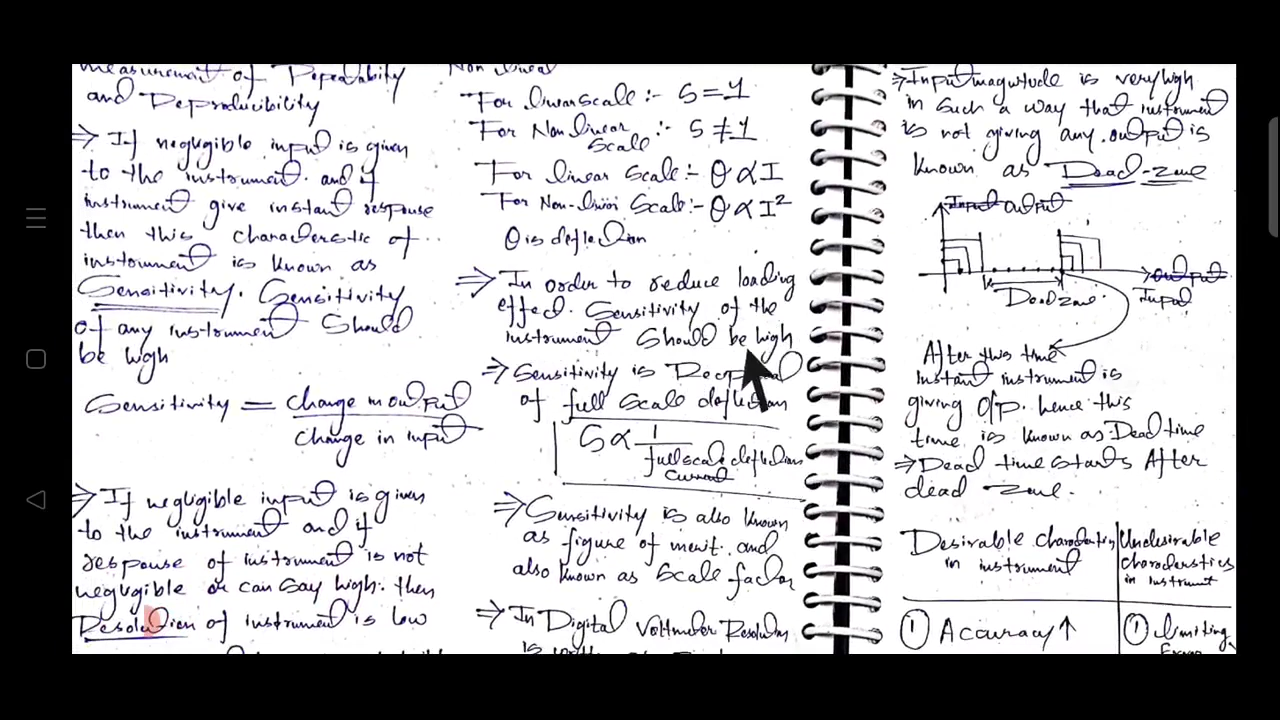 measurement of Repeatability
and Reproducibility
⇒ If negligible input is given
to the instrument and if
instrument give instant response
then this characteristic of
instrument is known as
Sensitivity. Sensitivity
of any instrument Should
be high
Sensitivity = change in output
change in input
⇒ If negligible input is given
to the instrument and if
response of instrument is not
negligible or can say high. then
Resolution of instrument is low
Non linear
For linear Scale :- S = 1
For Non linear Scale :- S ≠ 1
For linear Scale :- θ ∝ I
For Non-linear Scale :- θ ∝ I²
θ is deflection
⇒ In order to reduce loading
effect. Sensitivity of the
instrument Should be high
⇒ Sensitivity is
of full Scale deflection
S ∝ 1
full scale deflection
current
⇒ Sensitivity is also known
as figure of merit. and
also known as Scale factor
⇒ In Digital voltmeter Resolution
⇒ Input magnitude is very high
in Such a way that instrument
is not giving any output is
known as Dead-zone
Input output
output
Input
Dead zone.
After this time
Instant instrument is
giving O/p. hence this
time is known as Dead time
⇒ Dead time starts After
dead zone.
Desirable characteristics
in instrument
Undesirable
characteristics
in instrument
① Accuracy ↑
① limiting
Error